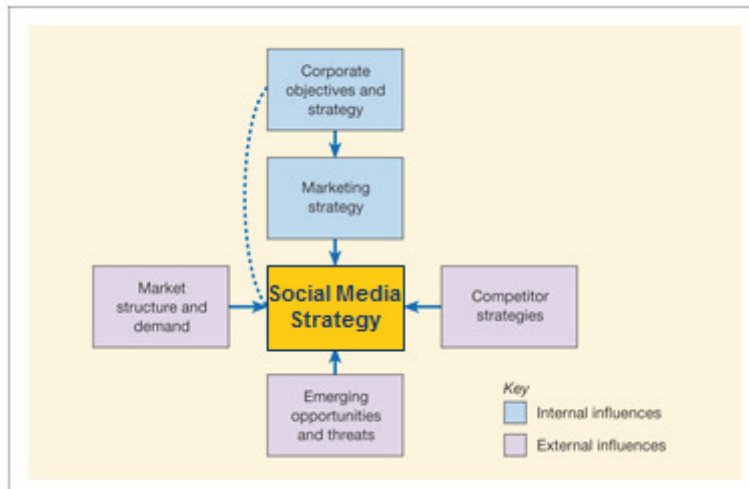 Corporate
objectives and
strategy
Marketing
strategy
Market
structure and
demand
Social Media
Strategy
Competitor
strategies
Emerging
opportunities
and threats
Key
Internal influences
External influences